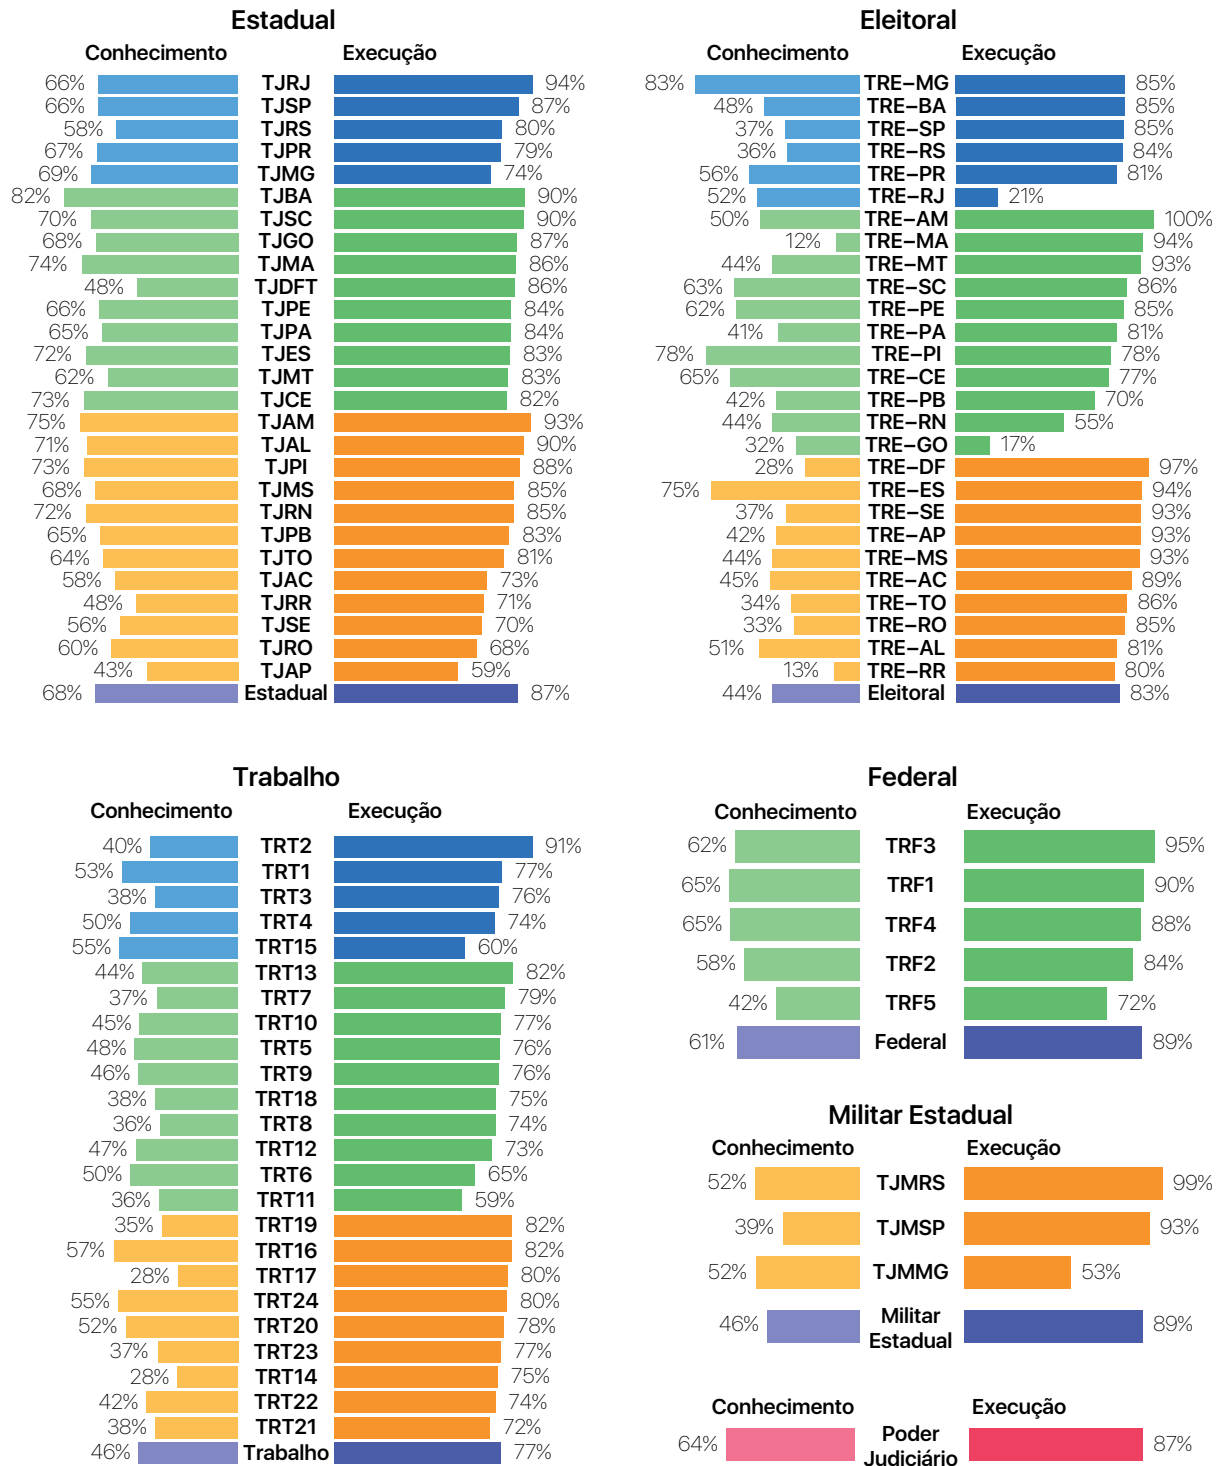 Estadual
Conhecimento Execução
66% TJRJ 94%
66% TJSP 87%
58% TJRS 80%
67% TJPR 79%
69% TJMG 74%
82% TJBA 90%
70% TJSC 90%
68% TJGO 87%
74% TJMA 86%
48% TJDFT 86%
66% TJPE 84%
65% TJPA 84%
72% TJES 83%
62% TJMT 83%
73% TJCE 82%
75% TJAM 93%
71% TJAL 90%
73% TJPI 88%
68% TJMS 85%
72% TJRN 85%
65% TJPB 83%
64% TJTO 81%
58% TJAC 73%
48% TJRR 71%
56% TJSE 70%
60% TJRO 68%
43% TJAP 59%
68% Estadual 87%
Eleitoral
Conhecimento Execução
83% TRE–MG 85%
48% TRE–BA 85%
37% TRE–SP 85%
36% TRE–RS 84%
56% TRE–PR 81%
52% TRE–RJ 21%
50% TRE–AM 100%
12% TRE–MA 94%
44% TRE–MT 93%
63% TRE–SC 86%
62% TRE–PE 85%
41% TRE–PA 81%
78% TRE–PI 78%
65% TRE–CE 77%
42% TRE–PB 70%
44% TRE–RN 55%
32% TRE–GO 17%
28% TRE–DF 97%
75% TRE–ES 94%
37% TRE–SE 93%
42% TRE–AP 93%
44% TRE–MS 93%
45% TRE–AC 89%
34% TRE–TO 86%
33% TRE–RO 85%
51% TRE–AL 81%
13% TRE–RR 80%
44% Eleitoral 83%
Trabalho
Conhecimento Execução
40% TRT2 91%
53% TRT1 77%
38% TRT3 76%
50% TRT4 74%
55% TRT15 60%
44% TRT13 82%
37% TRT7 79%
45% TRT10 77%
48% TRT5 76%
46% TRT9 76%
38% TRT18 75%
36% TRT8 74%
47% TRT12 73%
50% TRT6 65%
36% TRT11 59%
35% TRT19 82%
57% TRT16 82%
28% TRT17 80%
55% TRT24 80%
52% TRT20 78%
37% TRT23 77%
28% TRT14 75%
42% TRT22 74%
38% TRT21 72%
46% Trabalho 77%
Federal
Conhecimento Execução
62% TRF3 95%
65% TRF1 90%
65% TRF4 88%
58% TRF2 84%
42% TRF5 72%
61% Federal 89%
Militar Estadual
Conhecimento Execução
52% TJMRS 99%
39% TJMSP 93%
52% TJMMG 53%
46% Militar 89%
Estadual
Conhecimento Execução
64% Poder 87%
Judiciário